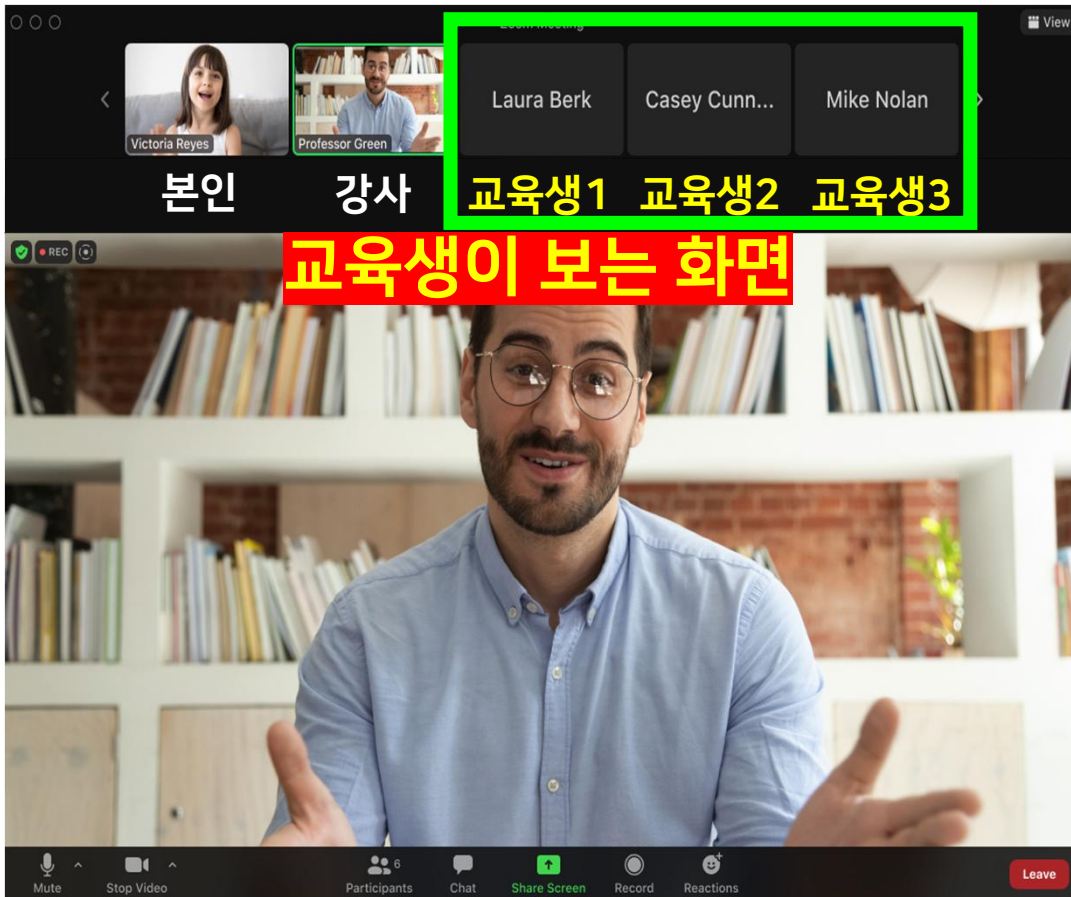 Zoom Meeting
View
Laura Berk
Casey Cunn...
Mike Nolan
Victoria Reyes
Professor Green
본인
강사
교육생1
교육생2
교육생3
교육생이 보는 화면
REC
6
Mute
Stop Video
Participants
Chat
Share Screen
Record
Reactions
Leave